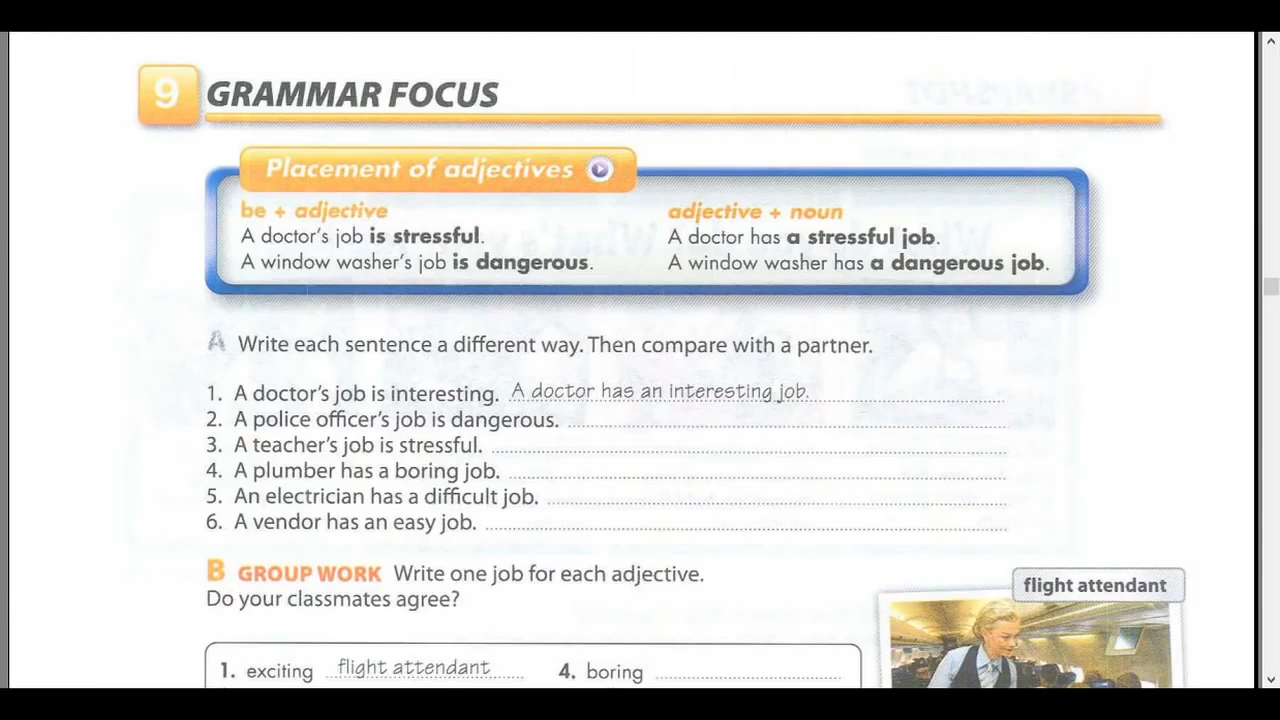 9 GRAMMAR FOCUS
Placement of adjectives
be + adjective
A doctor's job is stressful.
A window washer's job is dangerous.
adjective + noun
A doctor has a stressful job.
A window washer has a dangerous job.
A Write each sentence a different way. Then compare with a partner.
1. A doctor's job is interesting. A doctor has an interesting job.
2. A police officer's job is dangerous.
3. A teacher's job is stressful.
4. A plumber has a boring job.
5. An electrician has a difficult job.
6. A vendor has an easy job.
B GROUP WORK Write one job for each adjective.
Do your classmates agree?
flight attendant
1. exciting flight attendant
4. boring